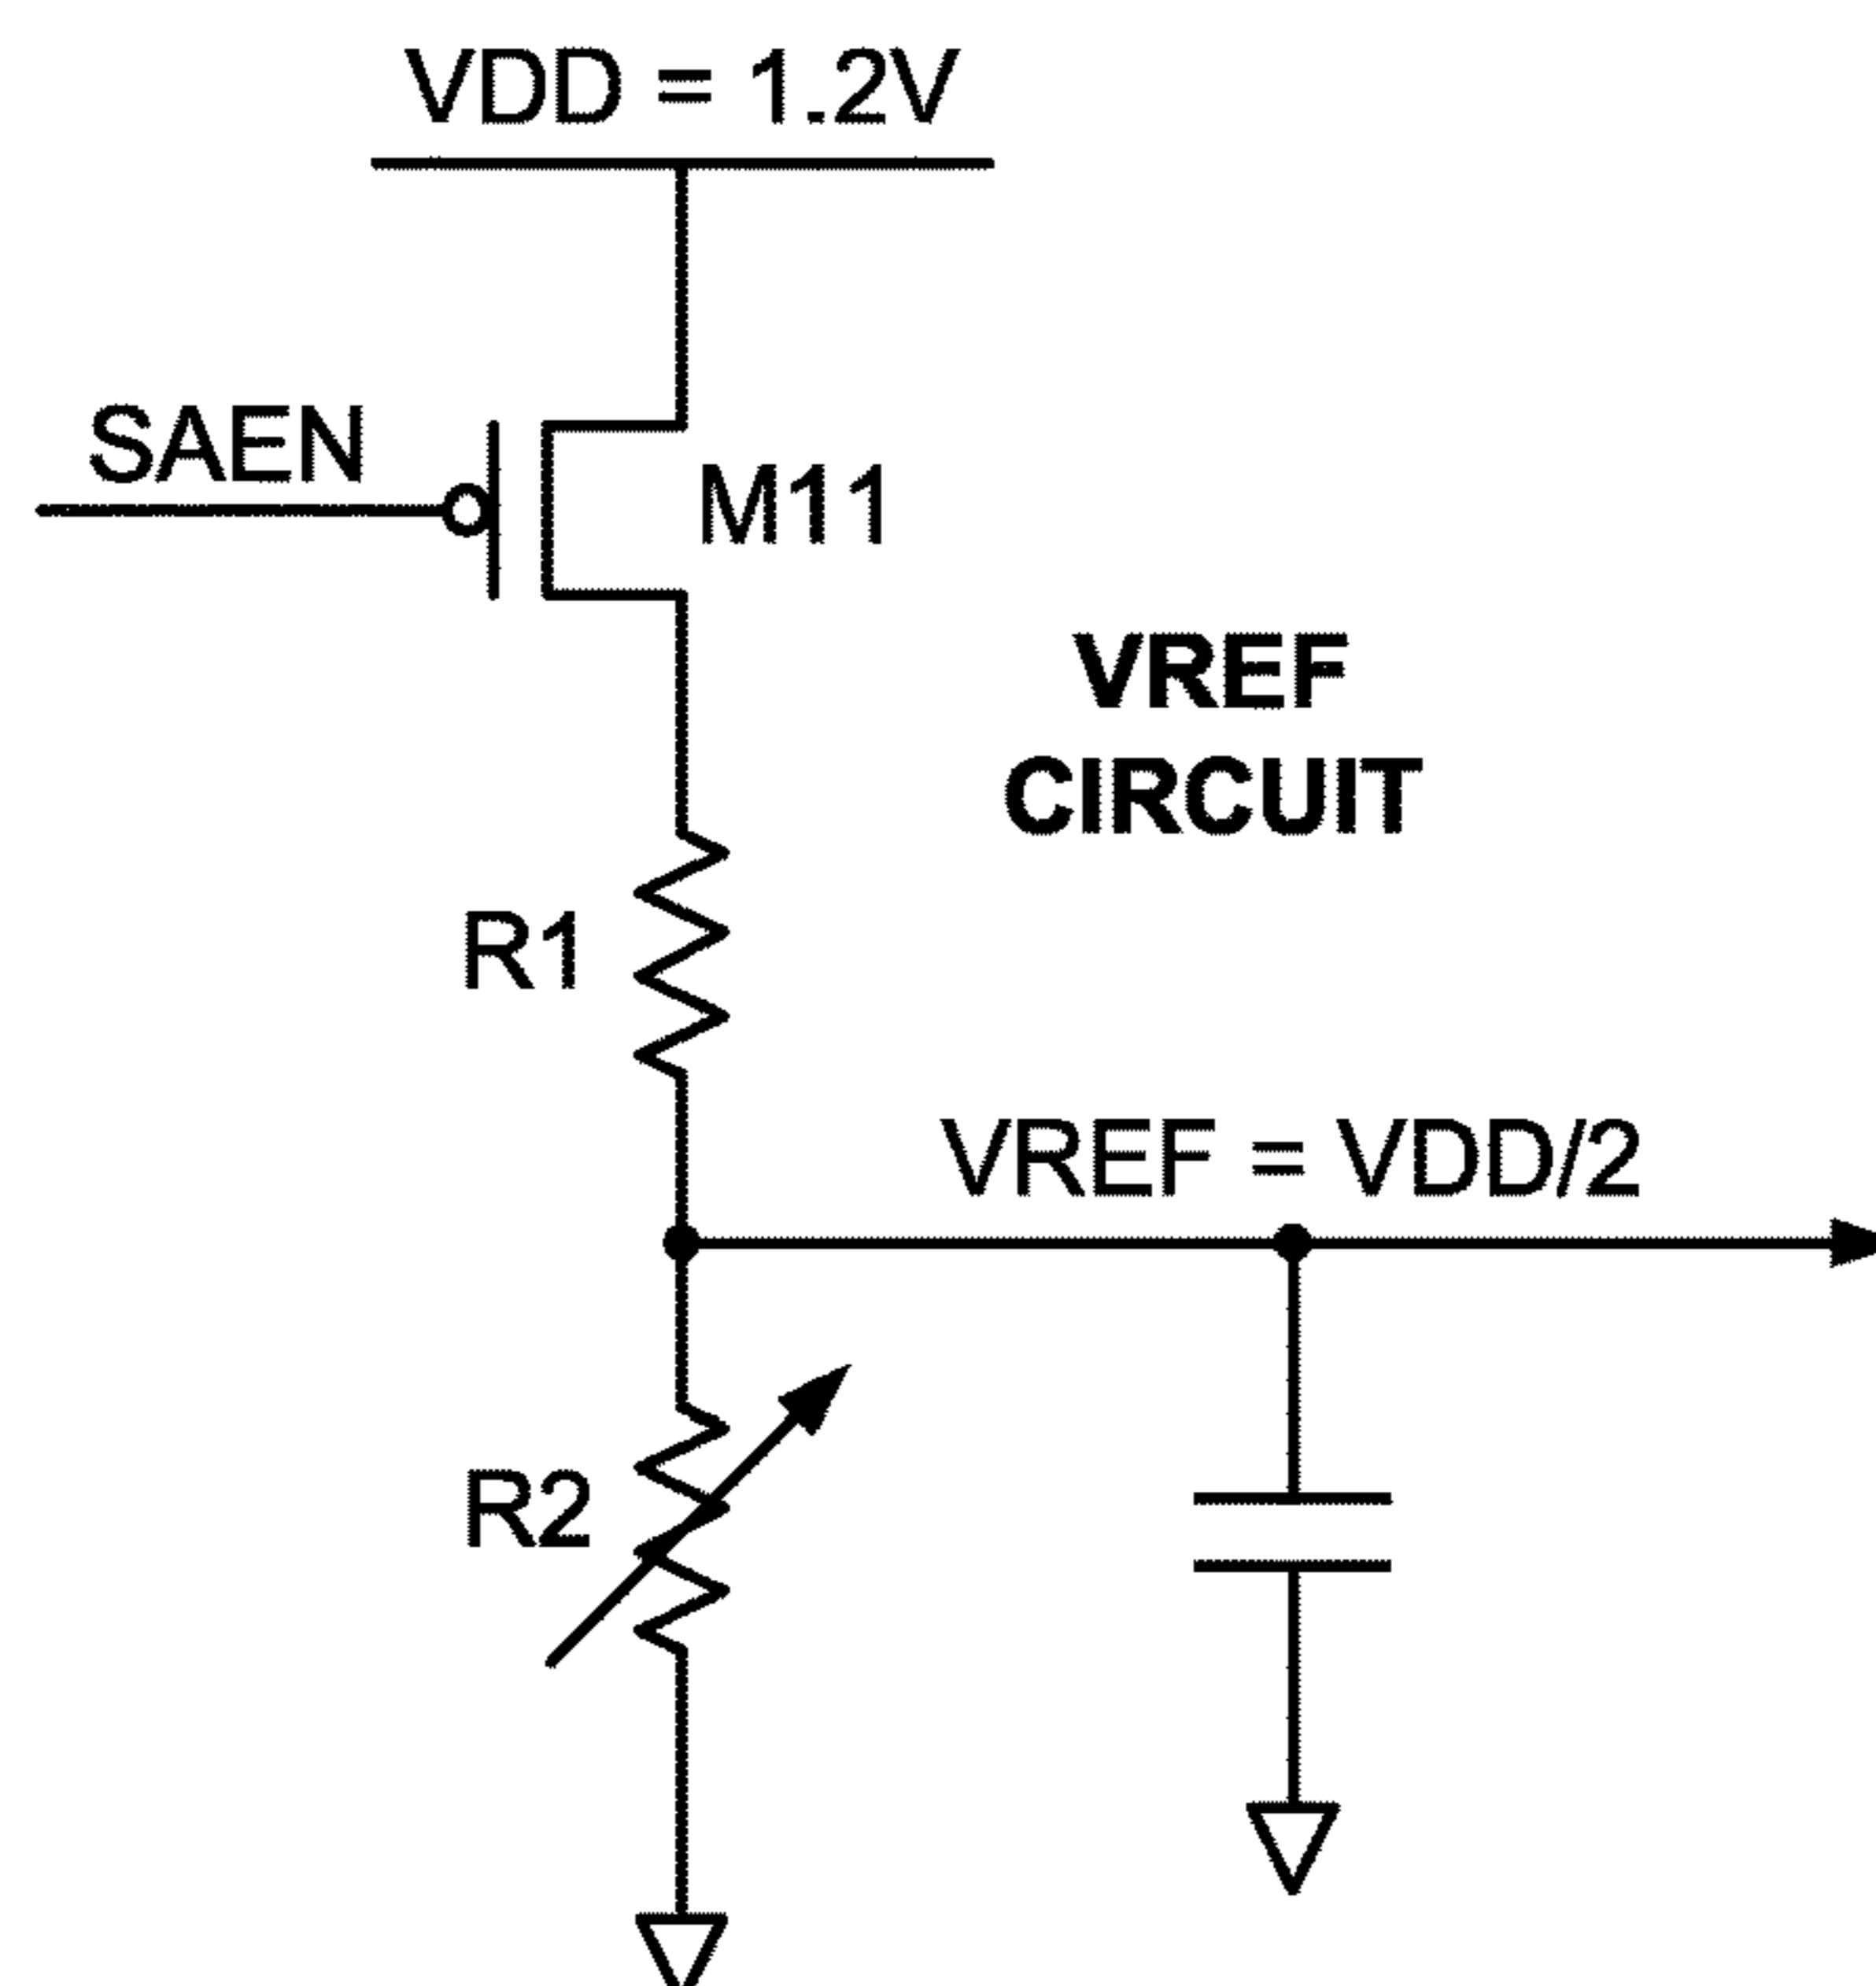 VDD = 1.2V
SAEN
M11
VREF
CIRCUIT
R1
VREF = VDD/2
R2